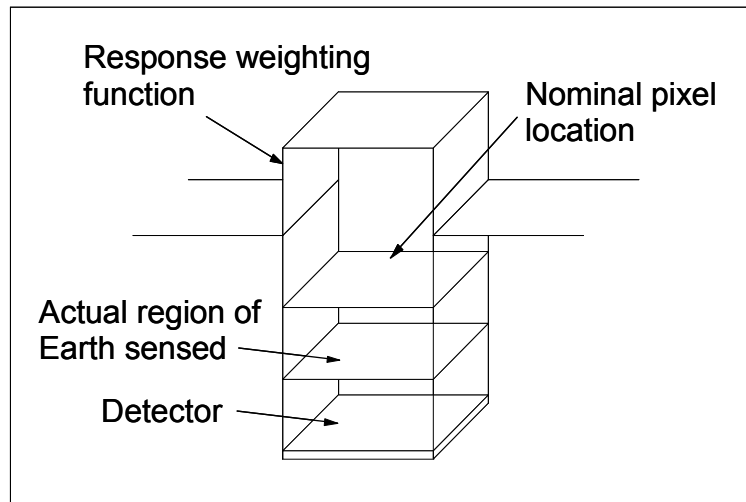 Response weighting
function
Nominal pixel
location
Actual region of
Earth sensed
Detector